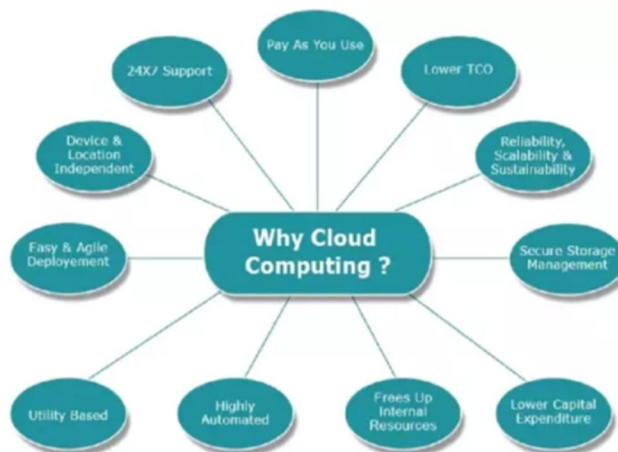 Pay As You Use
24X7 Support
Lower TCO
Device &
Location
Independent
Reliability,
Scalability &
Sustainability
Why Cloud
Computing ?
Easy & Agile
Deployement
Secure Storage
Management
Utility Based
Highly
Automated
Frees Up
Internal
Resources
Lower Capital
Expenditure